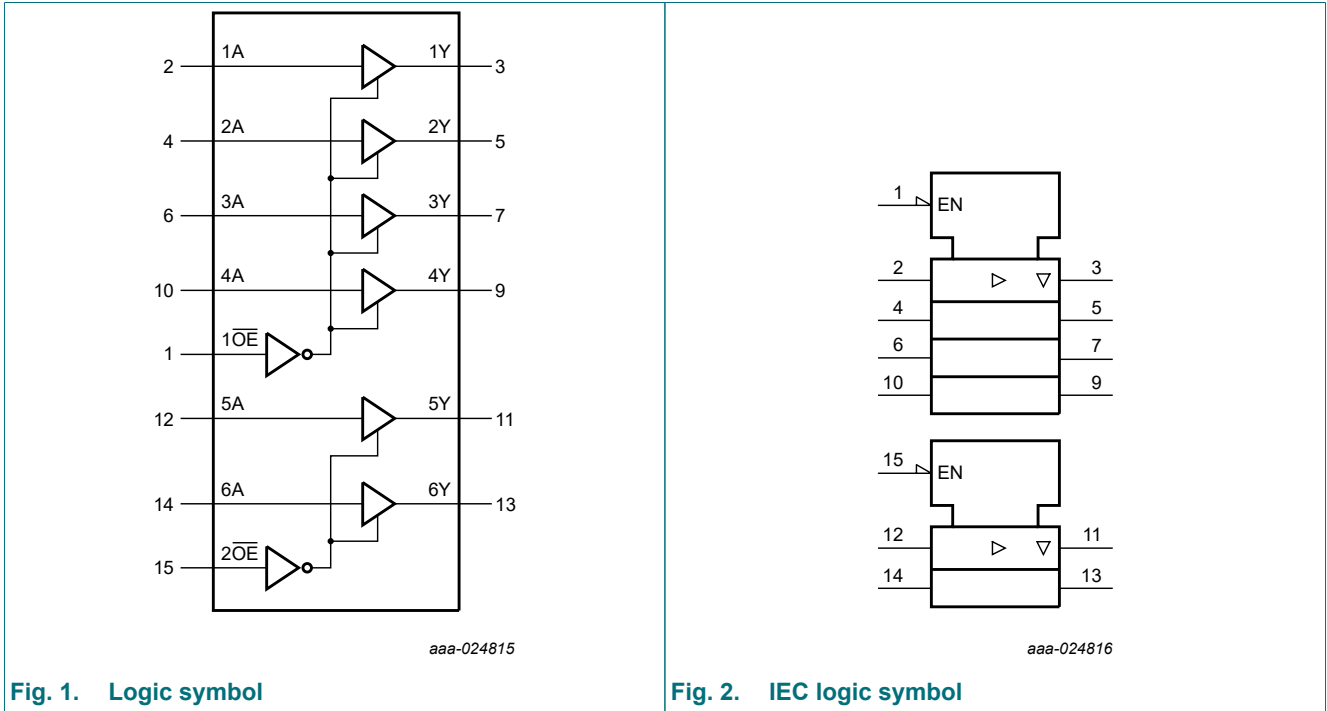 2 1A 1Y 3
4 2A 2Y 5
6 3A 3Y 7
10 4A 4Y 9
1 1O̅E̅
12 5A 5Y 11
14 6A 6Y 13
15 2O̅E̅
aaa-024815
Fig. 1. Logic symbol
1 EN
2 3
4 5
6 7
10 9
15 EN
12 11
14 13
aaa-024816
Fig. 2. IEC logic symbol